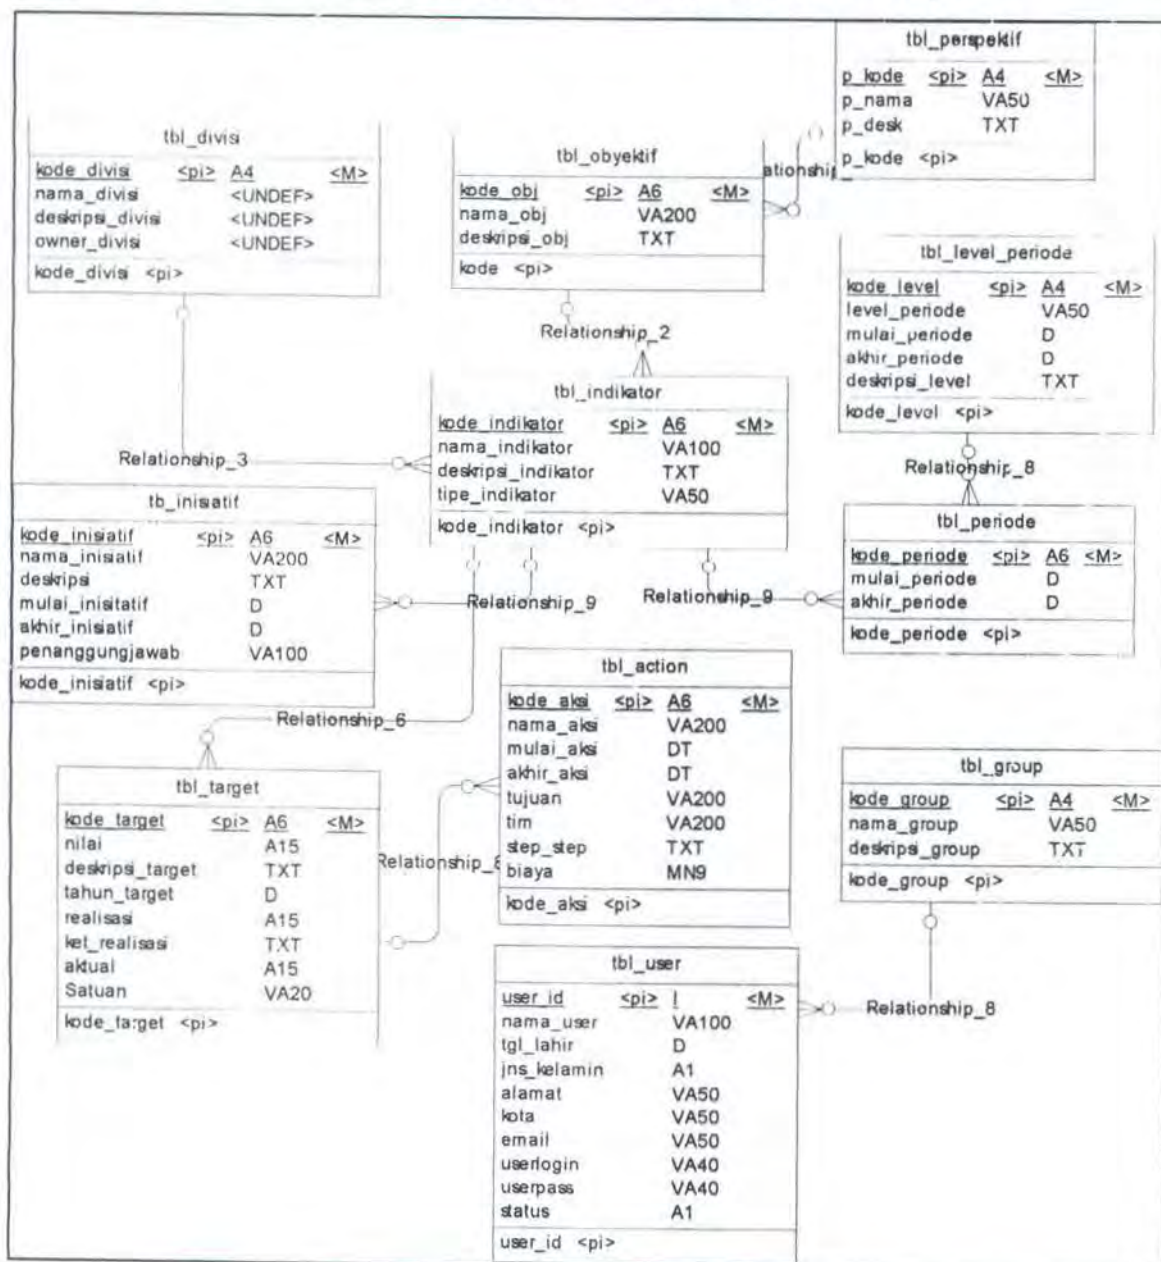 tbl_perspektif
p_kode <pi> A4 <M>
p_nama VA50
p_desk TXT
p_kode <pi>
tbl_divisi
kode_divisi <pi> A4 <M>
nama_divisi <UNDEF>
deskripsi_divisi <UNDEF>
owner_divisi <UNDEF>
kode_divisi <pi>
tbl_obyektif
kode_obj <pi> A6 <M>
nama_obj VA200
deskripsi_obj TXT
kode <pi>
ationship_
tbl_level_periode
kode_level <pi> A4 <M>
level_periode VA50
mulai_periode D
akhir_periode D
deskripsi_level TXT
kode_level <pi>
Relationship_2
tbl_indikator
kode_indikator <pi> A6 <M>
nama_indikator VA100
deskripsi_indikator TXT
tipe_indikator VA50
kode_indikator <pi>
Relationship_3
Relationship_8
tb_inisiatif
kode_inisiatif <pi> A6 <M>
nama_inisiatif VA200
deskripsi TXT
mulai_inisitatif D
akhir_inisiatif D
penanggungjawab VA100
kode_inisiatif <pi>
tbl_periode
kode_periode <pi> A6 <M>
mulai_periode D
akhir_periode D
kode_periode <pi>
Relationship_9
Relationship_9
Relationship_6
tbl_action
kode_aksi <pi> A6 <M>
nama_aksi VA200
mulai_aksi DT
akhir_aksi DT
tujuan VA200
tim VA200
step_step TXT
biaya MN9
kode_aksi <pi>
tbl_target
kode_target <pi> A6 <M>
nilai A15
deskripsi_target TXT
tahun_target D
realisasi A15
ket_realisasi TXT
aktual A15
Satuan VA20
kode_target <pi>
Relationship_8
tbl_group
kode_group <pi> A4 <M>
nama_group VA50
deskripsi_group TXT
kode_group <pi>
tbl_user
user_id <pi> I <M>
nama_user VA100
tgl_lahir D
jns_kelamin A1
alamat VA50
kota VA50
email VA50
userlogin VA40
userpass VA40
status A1
user_id <pi>
Relationship_8